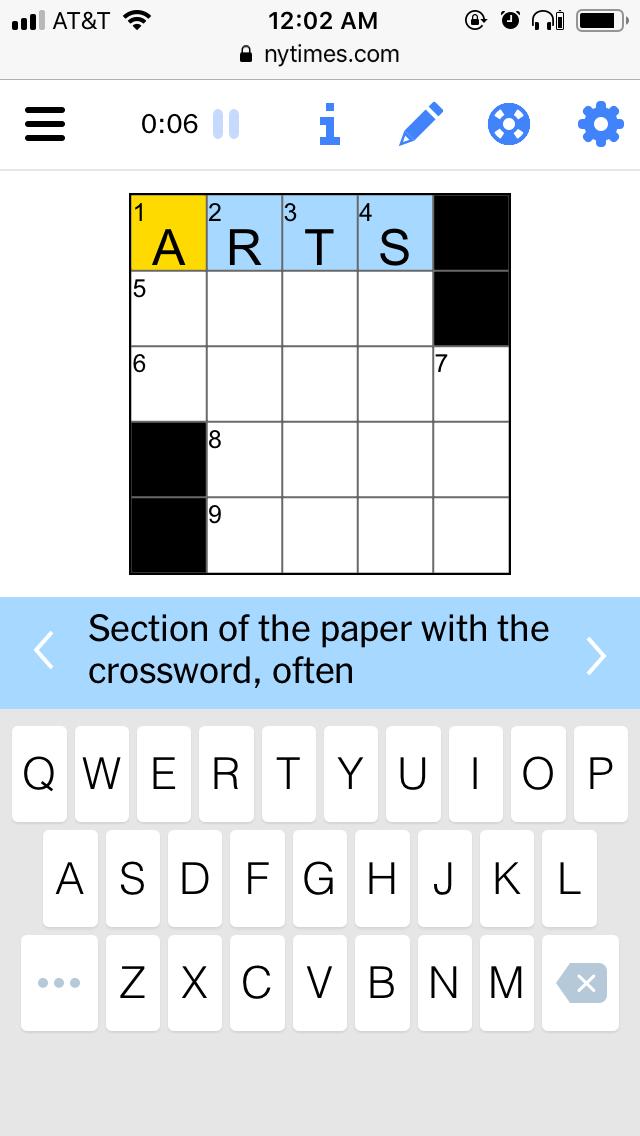 AT&T 12:02 AM
nytimes.com
0:06
1 2 3 4
A R T S
5
6 7
8
9
Section of the paper with the
crossword, often
Q W E R T Y U I O P
A S D F G H J K L
Z X C V B N M